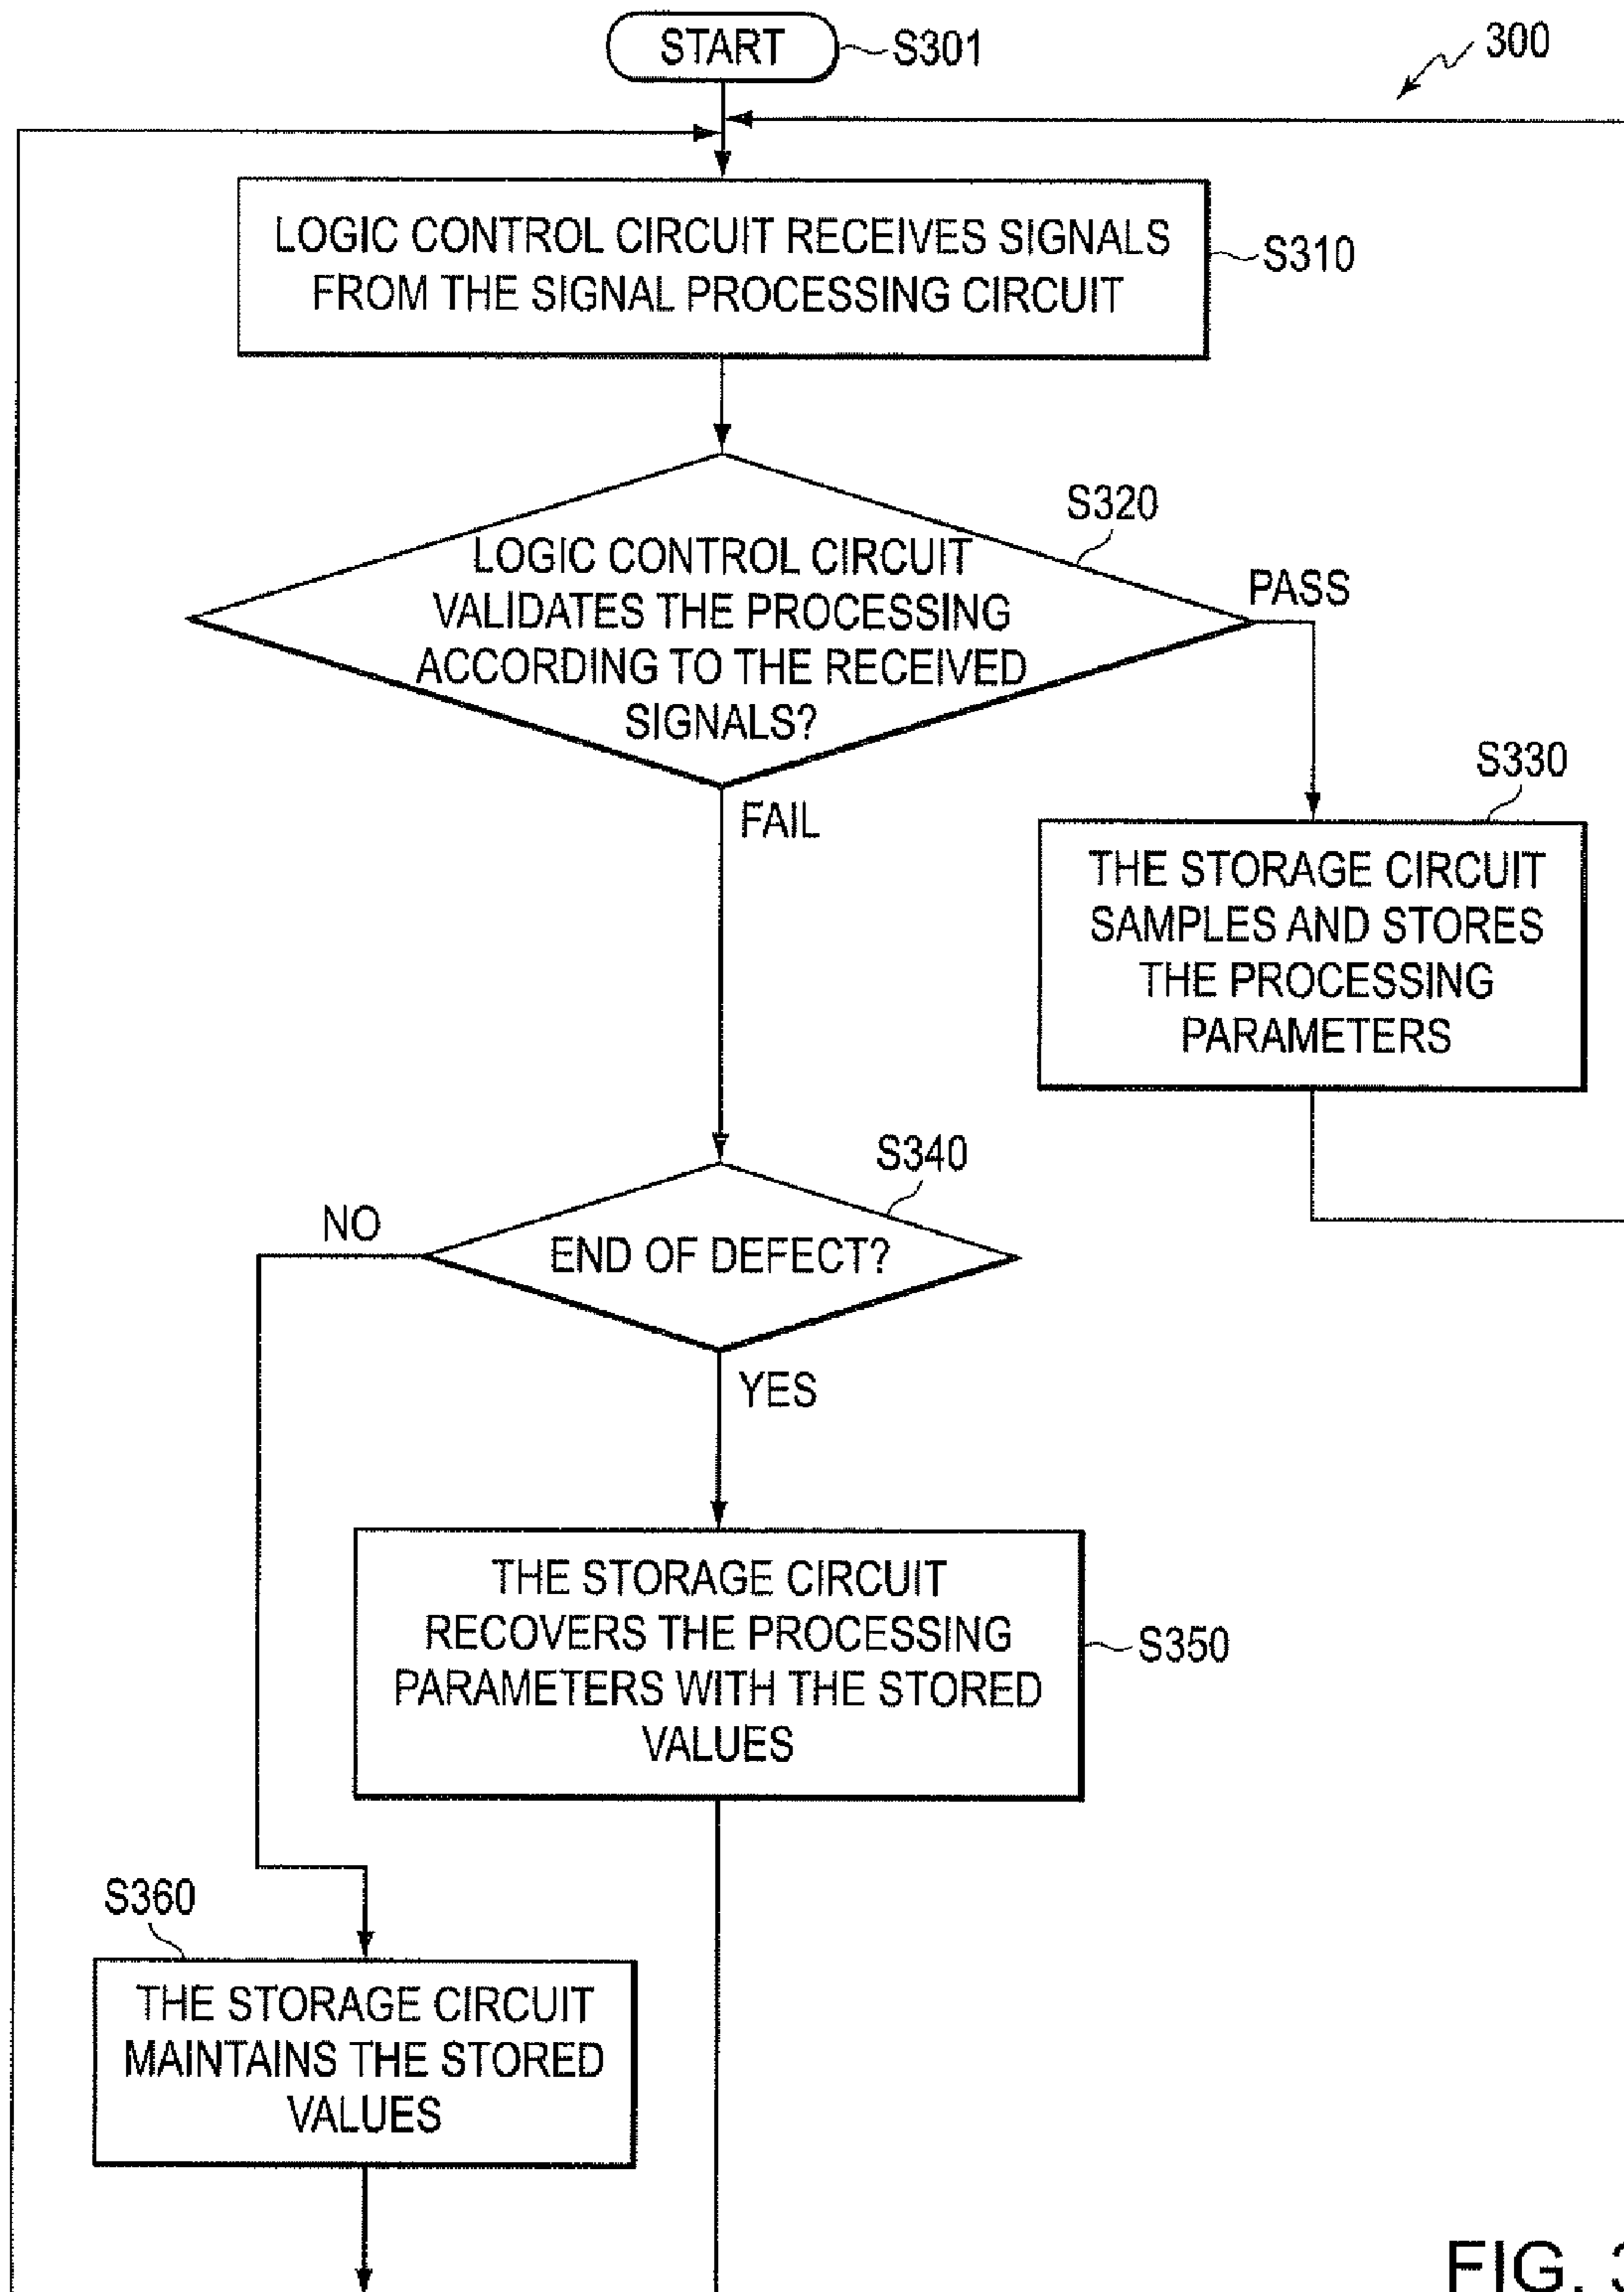 START
S301
300
LOGIC CONTROL CIRCUIT RECEIVES SIGNALS
FROM THE SIGNAL PROCESSING CIRCUIT
S310
S320
LOGIC CONTROL CIRCUIT
VALIDATES THE PROCESSING
ACCORDING TO THE RECEIVED
SIGNALS?
PASS
FAIL
S330
THE STORAGE CIRCUIT
SAMPLES AND STORES
THE PROCESSING
PARAMETERS
S340
NO
END OF DEFECT?
YES
THE STORAGE CIRCUIT
RECOVERS THE PROCESSING
PARAMETERS WITH THE STORED
VALUES
S350
S360
THE STORAGE CIRCUIT
MAINTAINS THE STORED
VALUES
FIG. 3